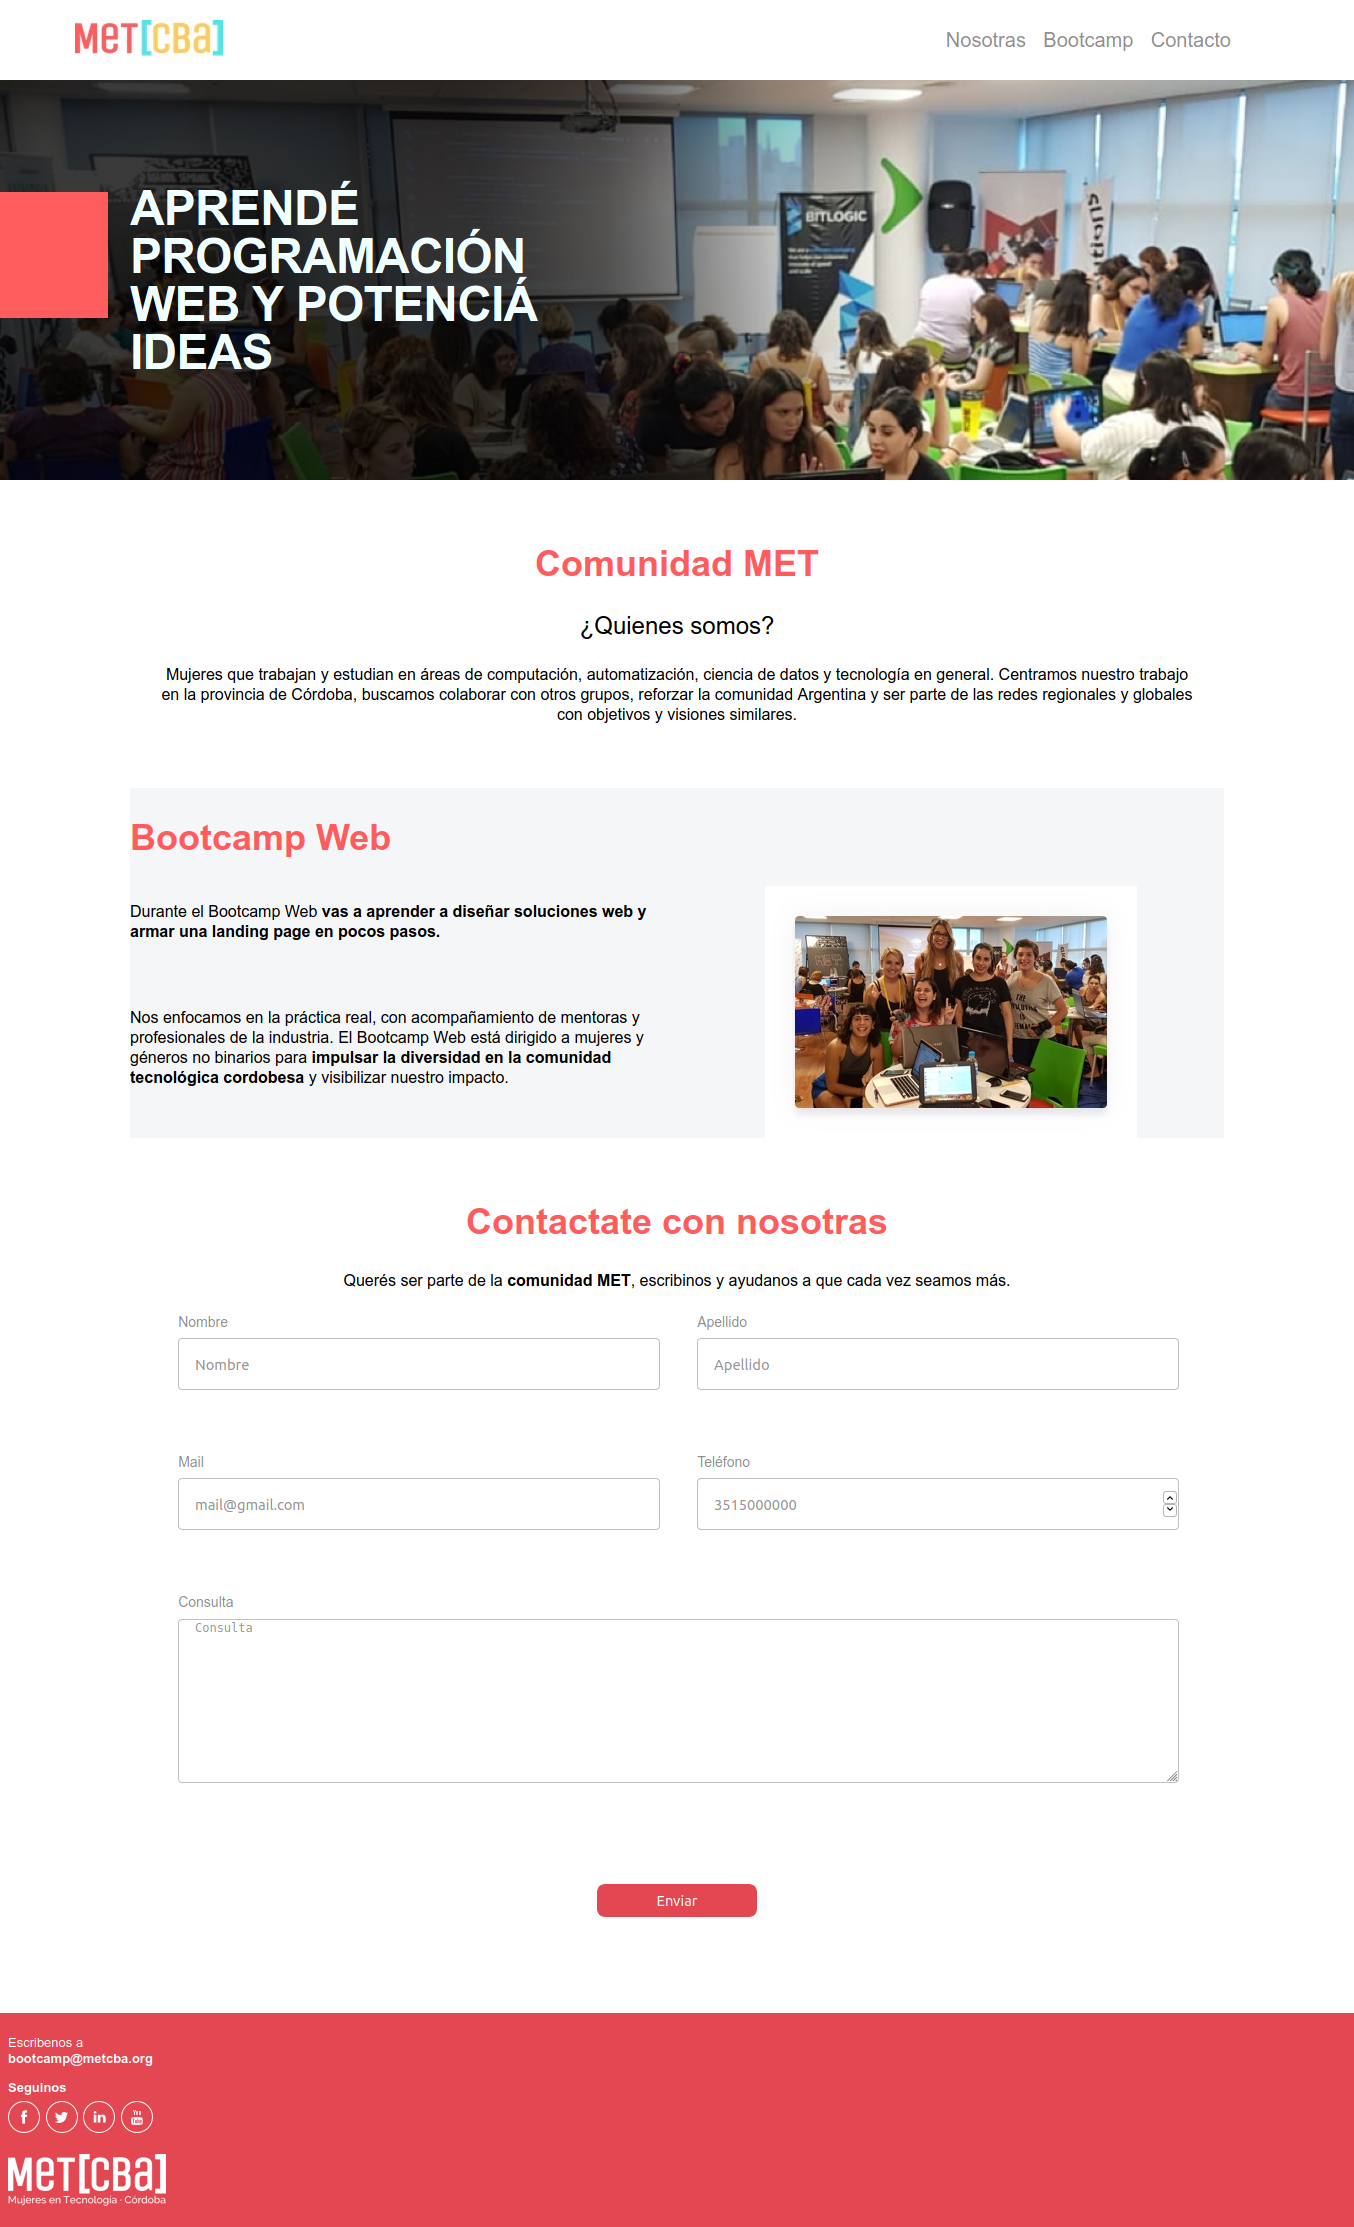 MET[CBA]
Nosotras Bootcamp Contacto
BITLOGIC
APRENDÉ
PROGRAMACIÓN
WEB Y POTENCIÁ
IDEAS
Comunidad MET
¿Quienes somos?
Mujeres que trabajan y estudian en áreas de computación, automatización, ciencia de datos y tecnología en general. Centramos nuestro trabajo
en la provincia de Córdoba, buscamos colaborar con otros grupos, reforzar la comunidad Argentina y ser parte de las redes regionales y globales
con objetivos y visiones similares.
Bootcamp Web
Durante el Bootcamp Web vas a aprender a diseñar soluciones web y
armar una landing page en pocos pasos.
Nos enfocamos en la práctica real, con acompañamiento de mentoras y
profesionales de la industria. El Bootcamp Web está dirigido a mujeres y
géneros no binarios para impulsar la diversidad en la comunidad
tecnológica cordobesa y visibilizar nuestro impacto.
Contactate con nosotras
Querés ser parte de la comunidad MET, escribinos y ayudanos a que cada vez seamos más.
Nombre Apellido
Nombre Apellido
Mail Teléfono
mail@gmail.com 3515000000
Consulta
Consulta
Enviar
Escribenos a
bootcamp@metcba.org
Seguinos
f in You Tube
MET[CBA]
Mujeres en Tecnología · Córdoba